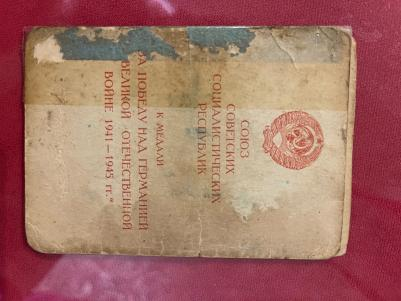 СОЮЗ
СОВЕТСКИХ
СОЦИАЛИСТИЧЕСКИХ
РЕСПУБЛИК
К МЕДАЛИ
ЗА ПОБЕДУ НАД ГЕРМАНИЕЙ
ВЕЛИКОЙ ОТЕЧЕСТВЕННОЙ
ВОЙНЕ 1941—1945 гг."